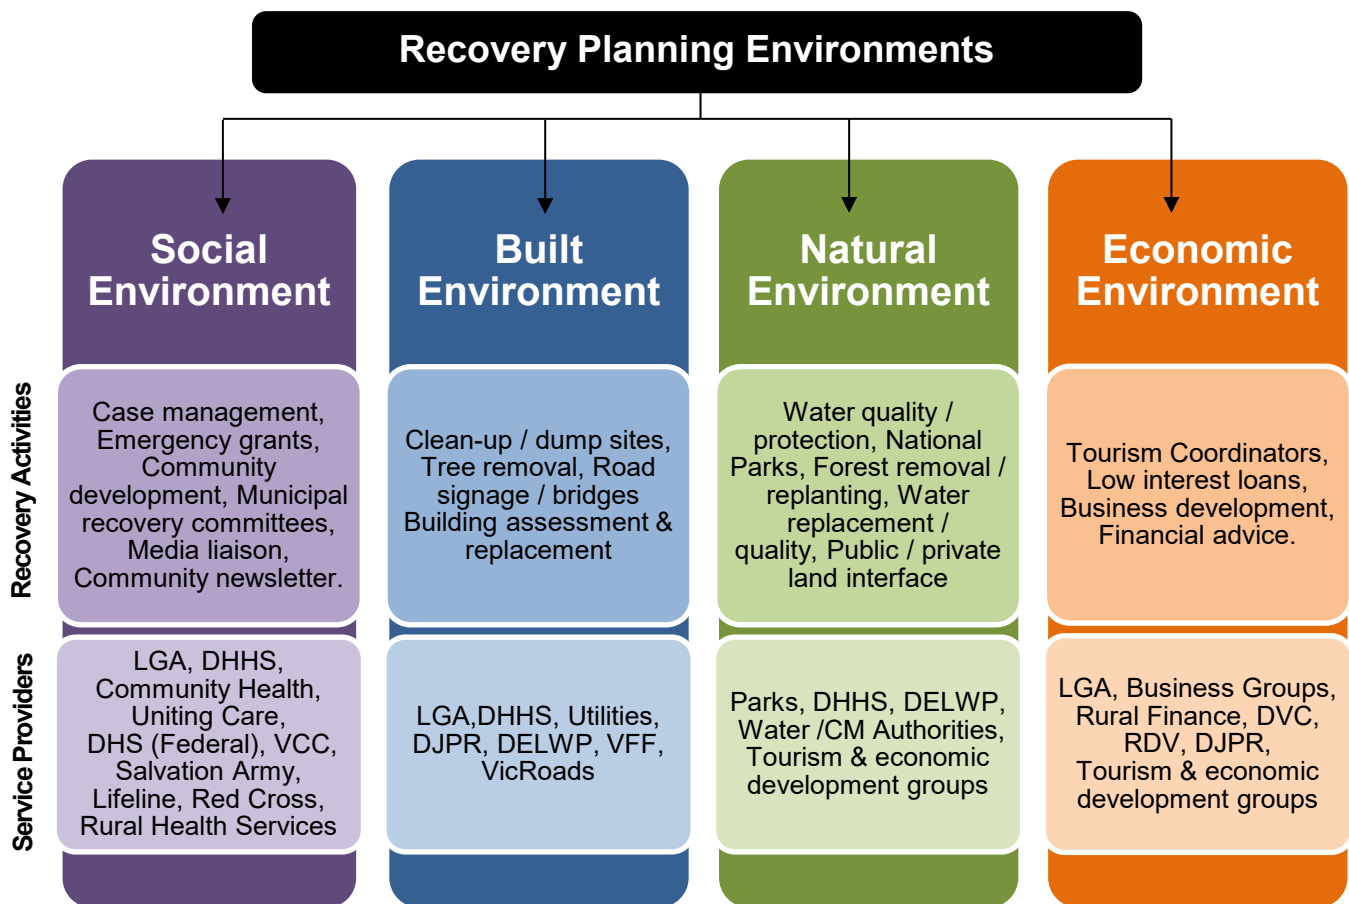 Recovery Planning Environments
Social
Environment
Built
Environment
Natural
Environment
Economic
Environment
Recovery Activities
Case management,
Emergency grants,
Community
development, Municipal
recovery committees,
Media liaison,
Community newsletter.
Clean-up / dump sites,
Tree removal, Road
signage / bridges
Building assessment &
replacement
Water quality /
protection, National
Parks, Forest removal /
replanting, Water
replacement /
quality, Public / private
land interface
Tourism Coordinators,
Low interest loans,
Business development,
Financial advice.
Service Providers
LGA, DHHS,
Community Health,
Uniting Care,
DHS (Federal), VCC,
Salvation Army,
Lifeline, Red Cross,
Rural Health Services
LGA,DHHS, Utilities,
DJPR, DELWP, VFF,
VicRoads
Parks, DHHS, DELWP,
Water /CM Authorities,
Tourism & economic
development groups
LGA, Business Groups,
Rural Finance, DVC,
RDV, DJPR,
Tourism & economic
development groups